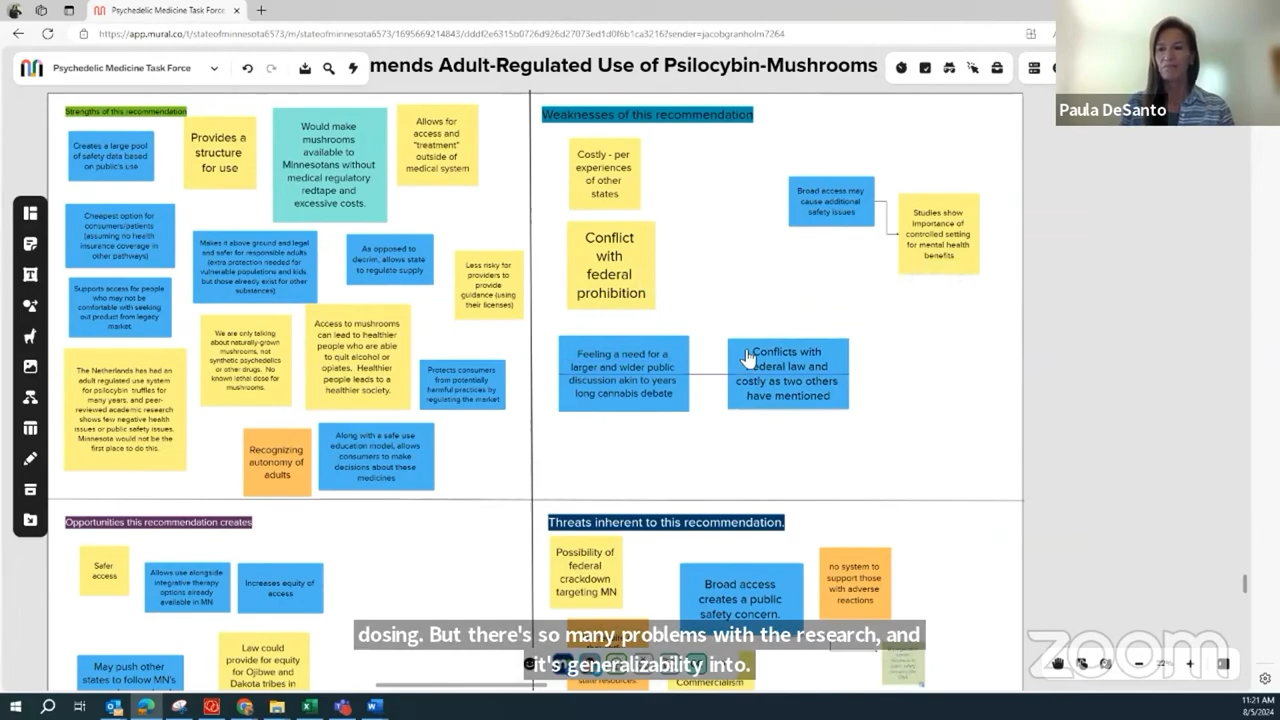 Psychedelic Medicine Task Force
https://app.mural.co/t/stateofminnesota6573/m/stateofminnesota6573/1695669214843/dddf2e6315b0726d926d27073ed1d0f6b1ca3216?sender=jacobgranholm7264
Psychedelic Medicine Task Force
mends Adult-Regulated Use of Psilocybin-Mushrooms
Paula DeSanto
Strengths of this recommendation
Creates a large pool
of safety data based
on public's use
Provides a
structure
for use
Would make
mushrooms
available to
Minnesotans without
medical regulatory
redtape and
excessive costs.
Allows for
access and
"treatment"
outside of
medical system
Cheapest option for
consumers/patients
(assuming no health
insurance coverage in
other pathways)
Makes it above ground and legal
and safer for responsible adults
(extra protection needed for
vulnerable populations and kids
but those already exist for other
substances)
As opposed to
decrim, allows state
to regulate supply
Less risky for
providers to
provide
guidance (using
their licenses)
Supports access for people
who may not be
comfortable with seeking
out product from legacy
market.
We are only talking
about naturally-grown
mushrooms, not
synthetic psychedelics
or other drugs. No
known lethal dose for
mushrooms.
Access to mushrooms
can lead to healthier
people who are able
to quit alcohol or
opiates. Healthier
people leads to a
healthier society.
Protects consumers
from potentially
harmful practices by
regulating the market
The Netherlands has had an
adult regulated use system
for psilocybin truffles for
many years, and peer-
reviewed academic research
shows few negative health
issues or public safety issues.
Minnesota would not be the
first place to do this.
Recognizing
autonomy of
adults
Along with a safe use
education model, allows
consumers to make
decisions about these
medicines
Weaknesses of this recommendation
Costly - per
experiences
of other
states
Broad access may
cause additional
safety issues
Studies show
importance of
controlled setting
for mental health
benefits
Conflict
with
federal
prohibition
Feeling a need for a
larger and wider public
discussion akin to years
long cannabis debate
Conflicts with
federal law and
costly as two others
have mentioned
Opportunities this recommendation creates
Safer
access
Allows use alongside
integrative therapy
options already
available in MN
Increases equity of
access
May push other
states to follow MN's
Law could
provide for equity
for Ojibwe and
Dakota tribes in
Threats inherent to this recommendation.
Possibility of
federal
crackdown
targeting MN
Broad access
creates a public
safety concern.
no system to
support those
with adverse
reactions
state resources.
Commercialism
dosing. But there's so many problems with the research, and
it's generalizability into.
zoom
11:21 AM
8/5/2024